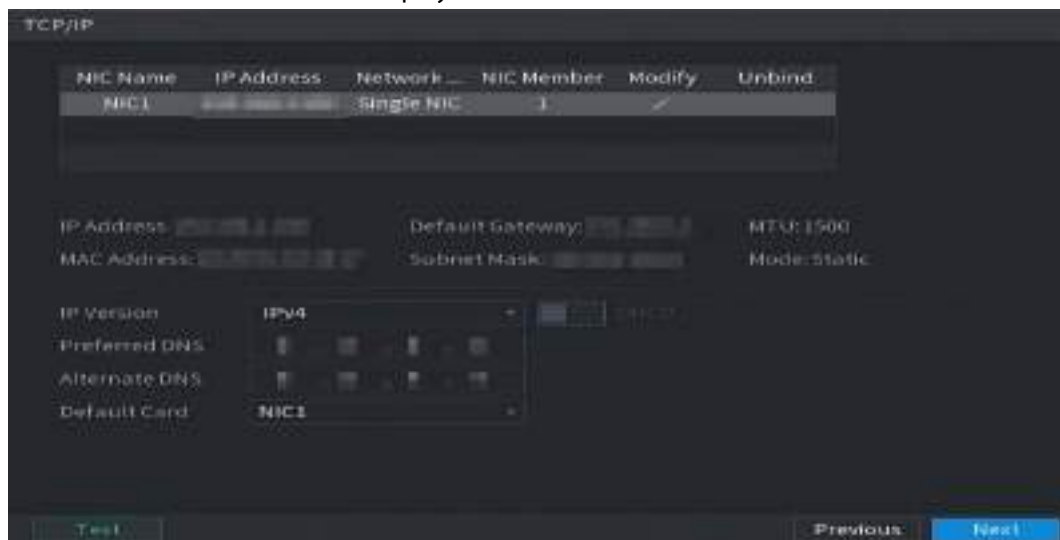 TCP/IP
NIC Name IP Address Network ... NIC Member Modify Unbind
NIC1 Single NIC 1
IP Address: Default Gateway: MTU: 1500
MAC Address: Subnet Mask: Mode: Static
IP Version IPv4 DHCP
Preferred DNS
Alternate DNS
Default Card NIC1
Test Previous Next